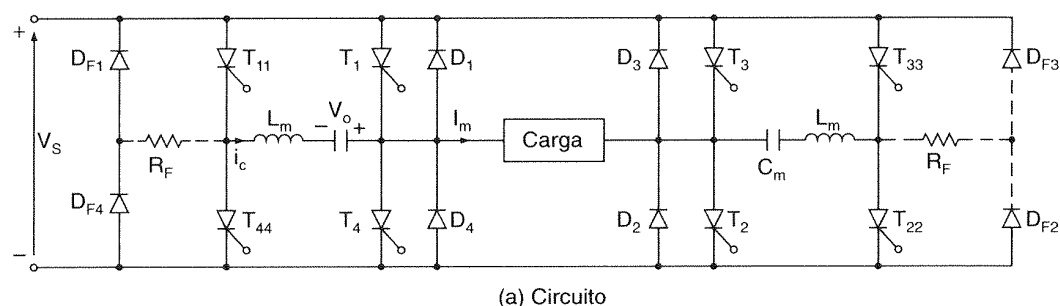 +
D_F1
T_11
T_1
D_1
D_3
T_3
T_33
D_F3
V_S
R_F
i_c
L_m
− V_o +
I_m
Carga
C_m
L_m
R_F
D_F4
T_44
T_4
D_4
D_2
T_2
T_22
D_F2
−
(a) Circuito